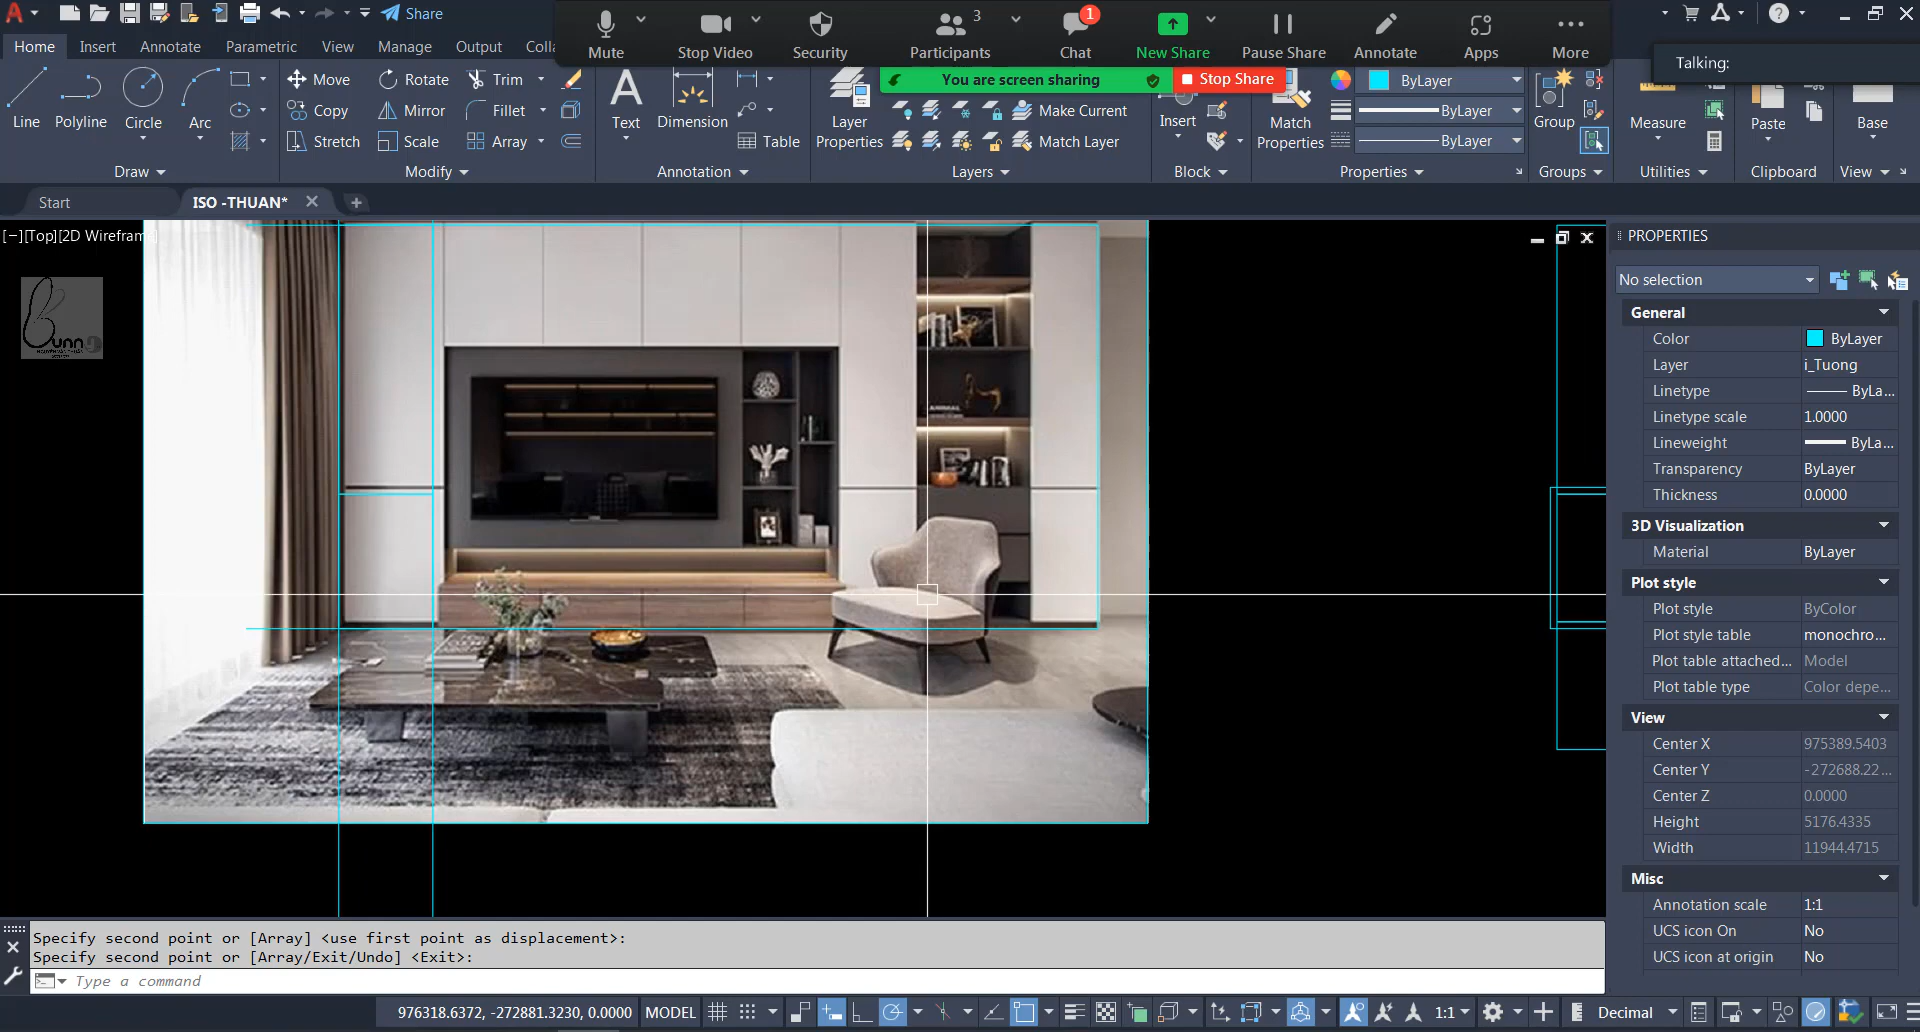 Share
Mute
Stop Video
Security
Participants
3
Chat
1
New Share
Pause Share
Annotate
Apps
More
Home
Insert
Annotate
Parametric
View
Manage
Output
Talking:
You are screen sharing
Stop Share
Line
Polyline
Circle
Arc
Move
Rotate
Trim
Copy
Mirror
Fillet
Stretch
Scale
Array
Text
Dimension
Table
Layer
Properties
Make Current
Match Layer
Insert
Match
Properties
ByLayer
ByLayer
ByLayer
Group
Measure
Paste
Base
Draw
Modify
Annotation
Layers
Block
Properties
Groups
Utilities
Clipboard
View
Start
ISO -THUAN*
[−][Top][2D Wireframe
PROPERTIES
No selection
General
Color ByLayer
Layer i_Tuong
Linetype ByLa...
Linetype scale 1.0000
Lineweight ByLa...
Transparency ByLayer
Thickness 0.0000
3D Visualization
Material ByLayer
Plot style
Plot style ByColor
Plot style table monochro...
Plot table attached... Model
Plot table type Color depe...
View
Center X 975389.5403
Center Y -272688.22...
Center Z 0.0000
Height 5176.4335
Width 11944.4715
Misc
Annotation scale 1:1
UCS icon On No
UCS icon at origin No
ANIMAL
Specify second point or [Array] <use first point as displacement>:
Specify second point or [Array/Exit/Undo] <Exit>:
Type a command
976318.6372, -272881.3230, 0.0000 MODEL
1:1
Decimal